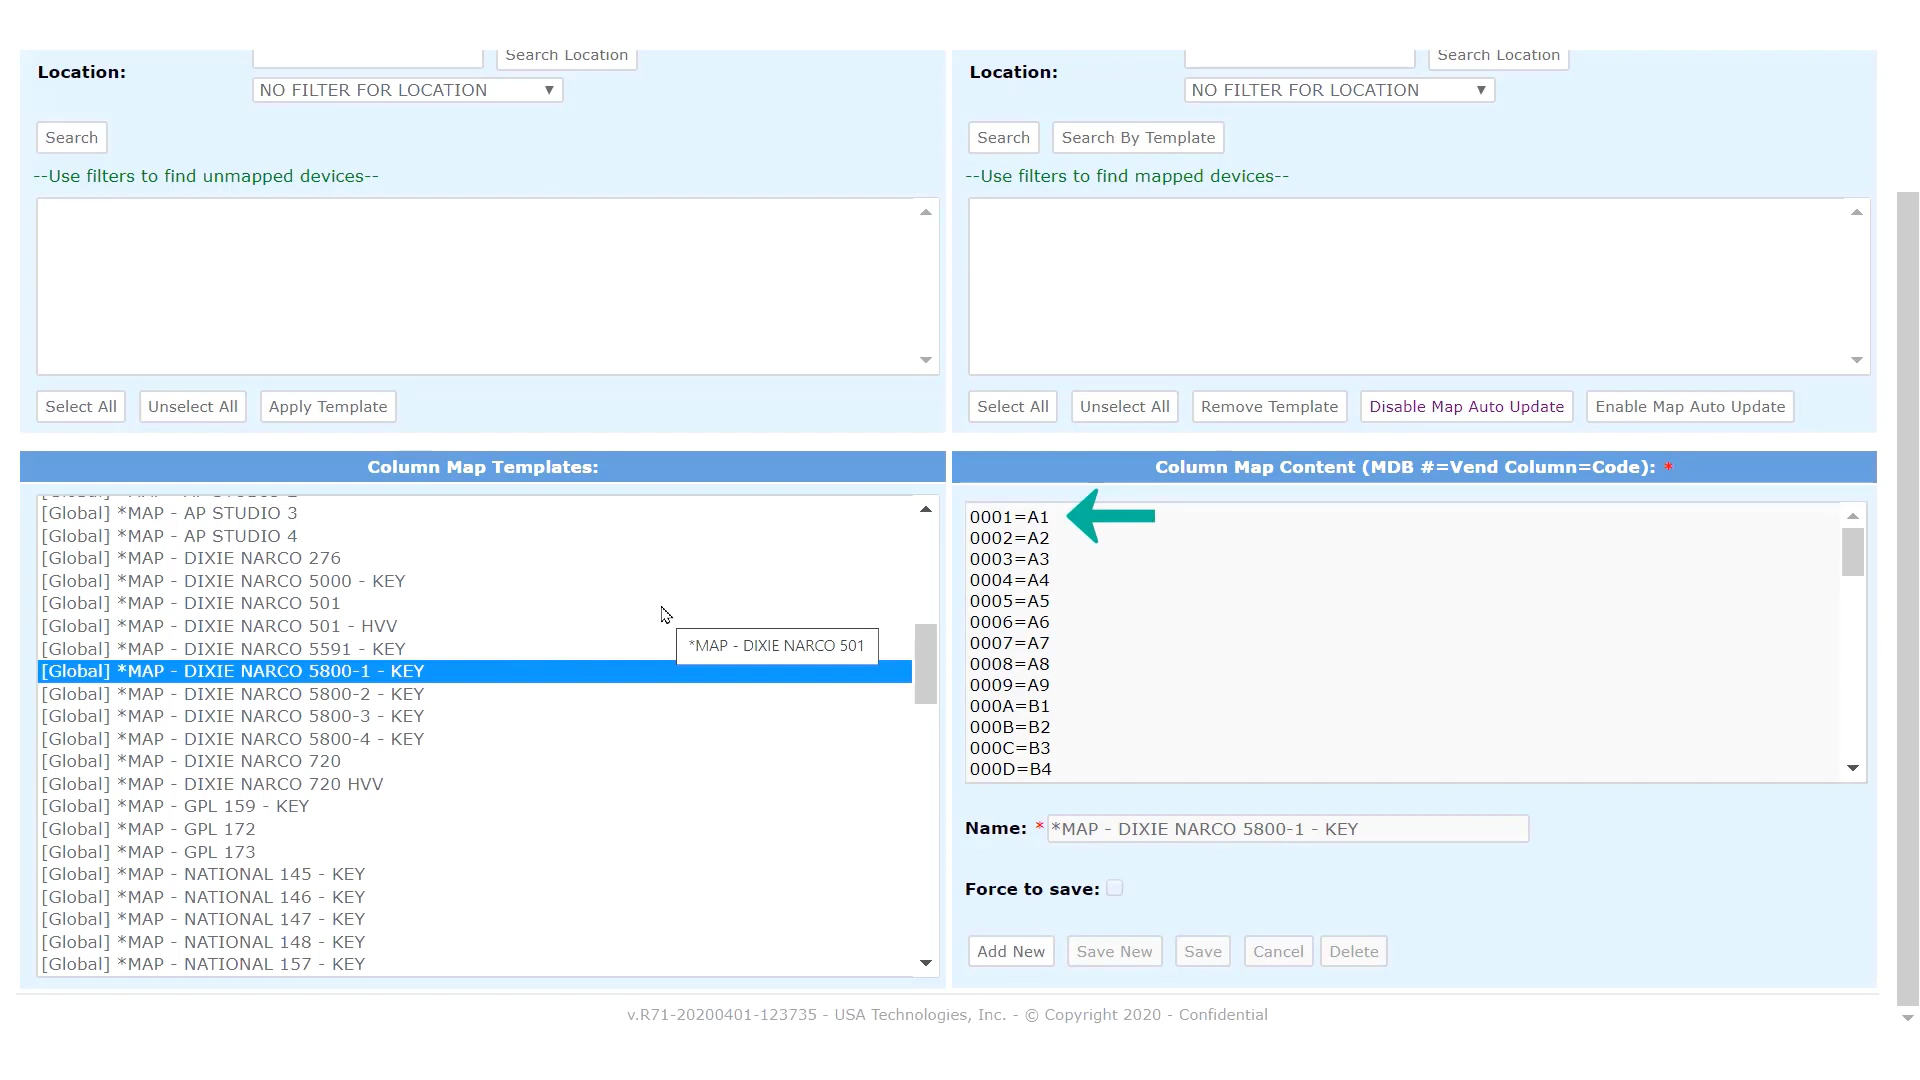 Search Location
Location:
NO FILTER FOR LOCATION
Search
--Use filters to find unmapped devices--
Select All
Unselect All
Apply Template
Search Location
Location:
NO FILTER FOR LOCATION
Search
Search By Template
--Use filters to find mapped devices--
Select All
Unselect All
Remove Template
Disable Map Auto Update
Enable Map Auto Update
Column Map Templates:
[Global] *MAP - AP STUDIO 3
[Global] *MAP - AP STUDIO 4
[Global] *MAP - DIXIE NARCO 276
[Global] *MAP - DIXIE NARCO 5000 - KEY
[Global] *MAP - DIXIE NARCO 501
[Global] *MAP - DIXIE NARCO 501 - HVV
[Global] *MAP - DIXIE NARCO 5591 - KEY
[Global] *MAP - DIXIE NARCO 5800-1 - KEY
[Global] *MAP - DIXIE NARCO 5800-2 - KEY
[Global] *MAP - DIXIE NARCO 5800-3 - KEY
[Global] *MAP - DIXIE NARCO 5800-4 - KEY
[Global] *MAP - DIXIE NARCO 720
[Global] *MAP - DIXIE NARCO 720 HVV
[Global] *MAP - GPL 159 - KEY
[Global] *MAP - GPL 172
[Global] *MAP - GPL 173
[Global] *MAP - NATIONAL 145 - KEY
[Global] *MAP - NATIONAL 146 - KEY
[Global] *MAP - NATIONAL 147 - KEY
[Global] *MAP - NATIONAL 148 - KEY
[Global] *MAP - NATIONAL 157 - KEY
*MAP - DIXIE NARCO 501
Column Map Content (MDB #=Vend Column=Code): *
0001=A1
0002=A2
0003=A3
0004=A4
0005=A5
0006=A6
0007=A7
0008=A8
0009=A9
000A=B1
000B=B2
000C=B3
000D=B4
Name: * *MAP - DIXIE NARCO 5800-1 - KEY
Force to save:
Add New
Save New
Save
Cancel
Delete
v.R71-20200401-123735 - USA Technologies, Inc. - © Copyright 2020 - Confidential